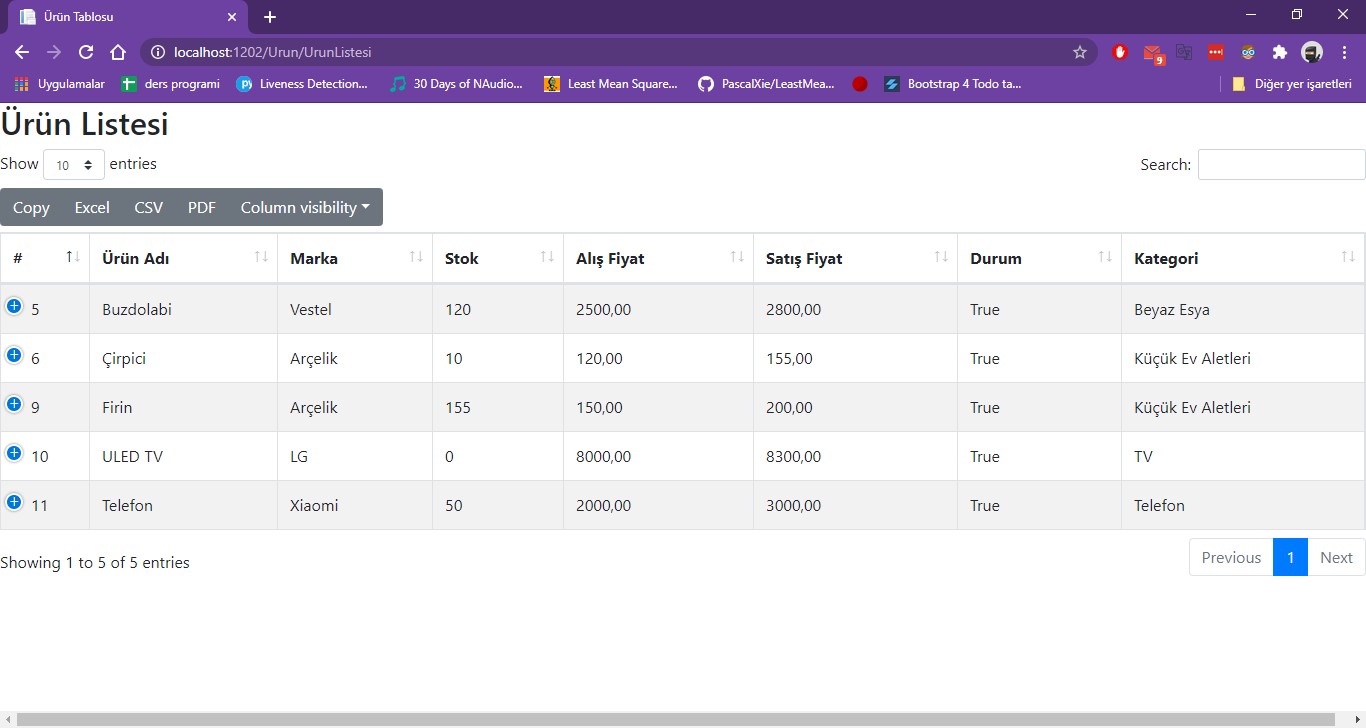 Ürün Tablosu
localhost:1202/Urun/UrunListesi
9
Uygulamalar ders programi Liveness Detection... 30 Days of NAudio... Least Mean Square... PascalXie/LeastMea... Bootstrap 4 Todo ta... Diğer yer işaretleri
Ürün Listesi
Show 10 entries Search:
Copy Excel CSV PDF Column visibility
# Ürün Adı Marka Stok Alış Fiyat Satış Fiyat Durum Kategori
5 Buzdolabi Vestel 120 2500,00 2800,00 True Beyaz Esya
6 Çirpici Arçelik 10 120,00 155,00 True Küçük Ev Aletleri
9 Firin Arçelik 155 150,00 200,00 True Küçük Ev Aletleri
10 ULED TV LG 0 8000,00 8300,00 True TV
11 Telefon Xiaomi 50 2000,00 3000,00 True Telefon
Showing 1 to 5 of 5 entries Previous 1 Next